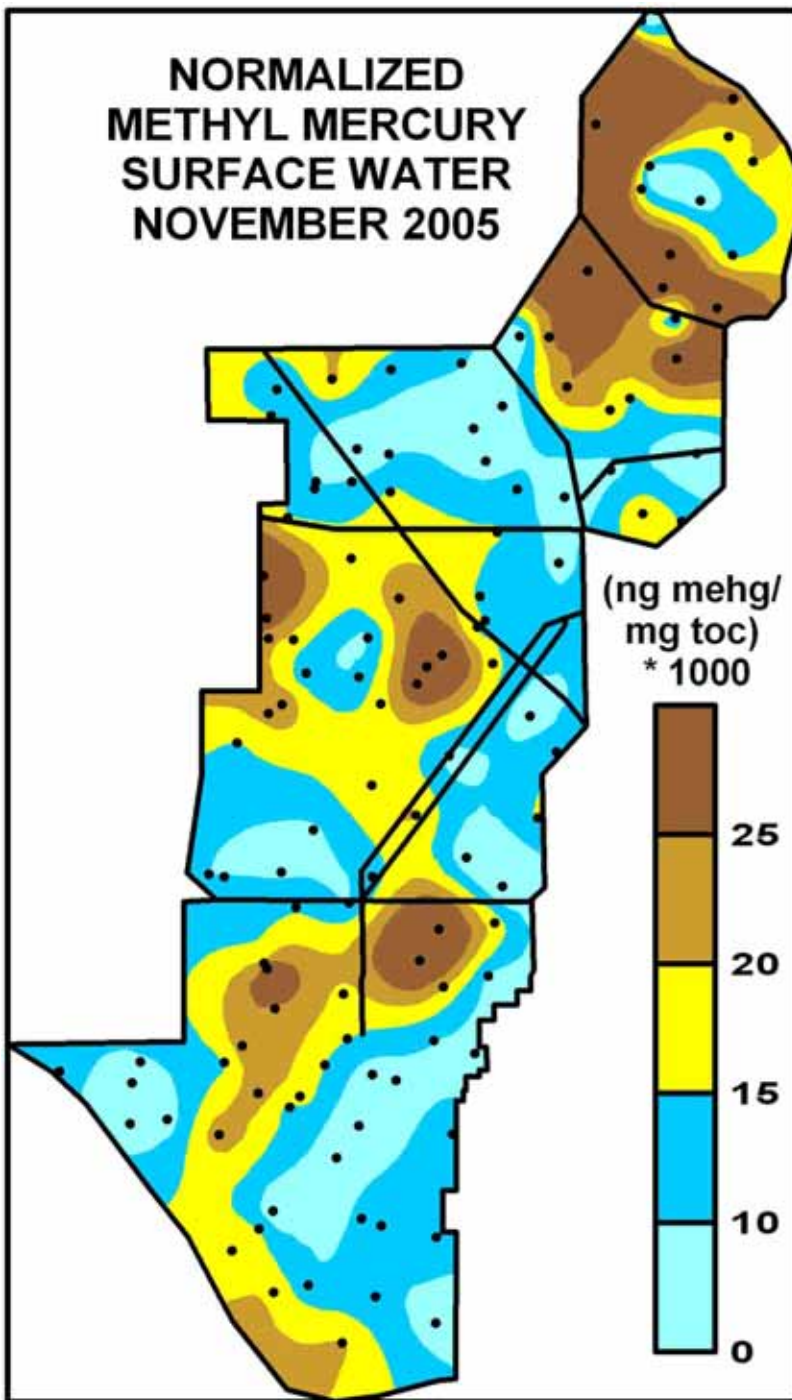 NORMALIZED
METHYL MERCURY
SURFACE WATER
NOVEMBER 2005
(ng mehg/
mg toc)
* 1000
25
20
15
10
0